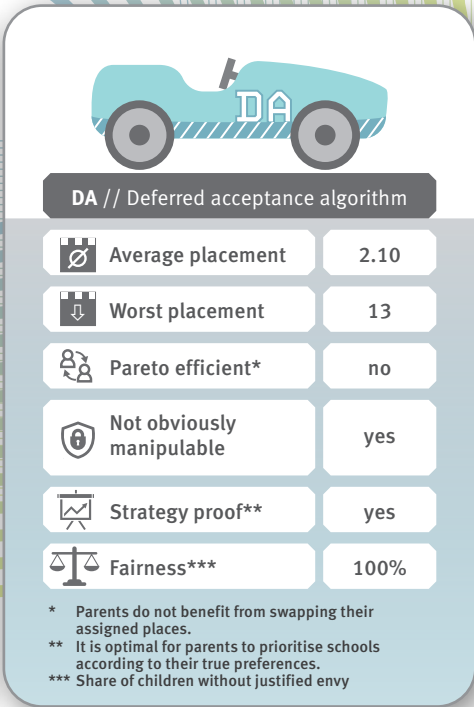 DA
DA // Deferred acceptance algorithm
Average placement 2.10
Worst placement 13
Pareto efficient* no
Not obviously
manipulable yes
Strategy proof** yes
Fairness*** 100%
* Parents do not benefit from swapping their
assigned places.
** It is optimal for parents to prioritise schools
according to their true preferences.
*** Share of children without justified envy